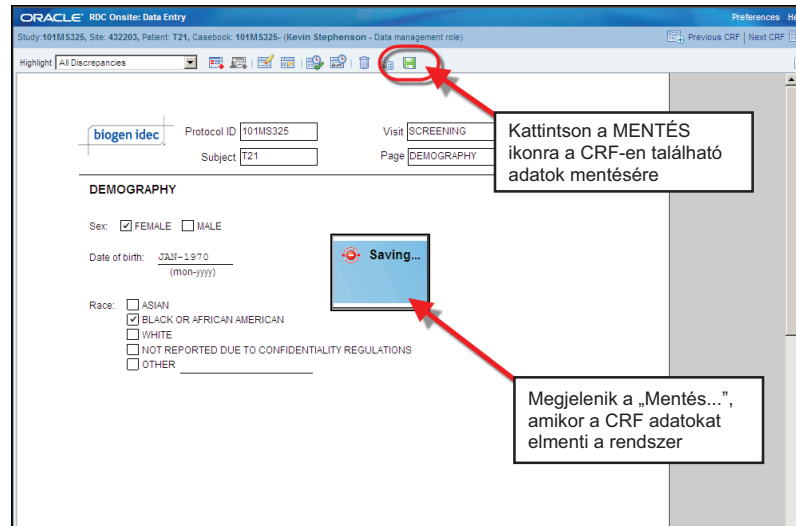 ORACLE RDC Onsite: Data Entry Preferences
Study:101MS325, Site: 432203, Patient: T21, Casebook: 101MS325- (Kevin Stephenson - Data management role) Previous CRF | Next CRF
Highlight All Discrepancies
biogen idec
Protocol ID 101MS325 Visit SCREENING
Subject T21 Page DEMOGRAPHY
Kattintson a MENTÉS
ikonra a CRF-en található
adatok mentésére
DEMOGRAPHY
Sex: FEMALE MALE
Date of birth: JAN-1970
(mon-yyyy)
Saving...
Race: ASIAN
BLACK OR AFRICAN AMERICAN
WHITE
NOT REPORTED DUE TO CONFIDENTIALITY REGULATIONS
OTHER
Megjelenik a „Mentés...”,
amikor a CRF adatokat
elmenti a rendszer